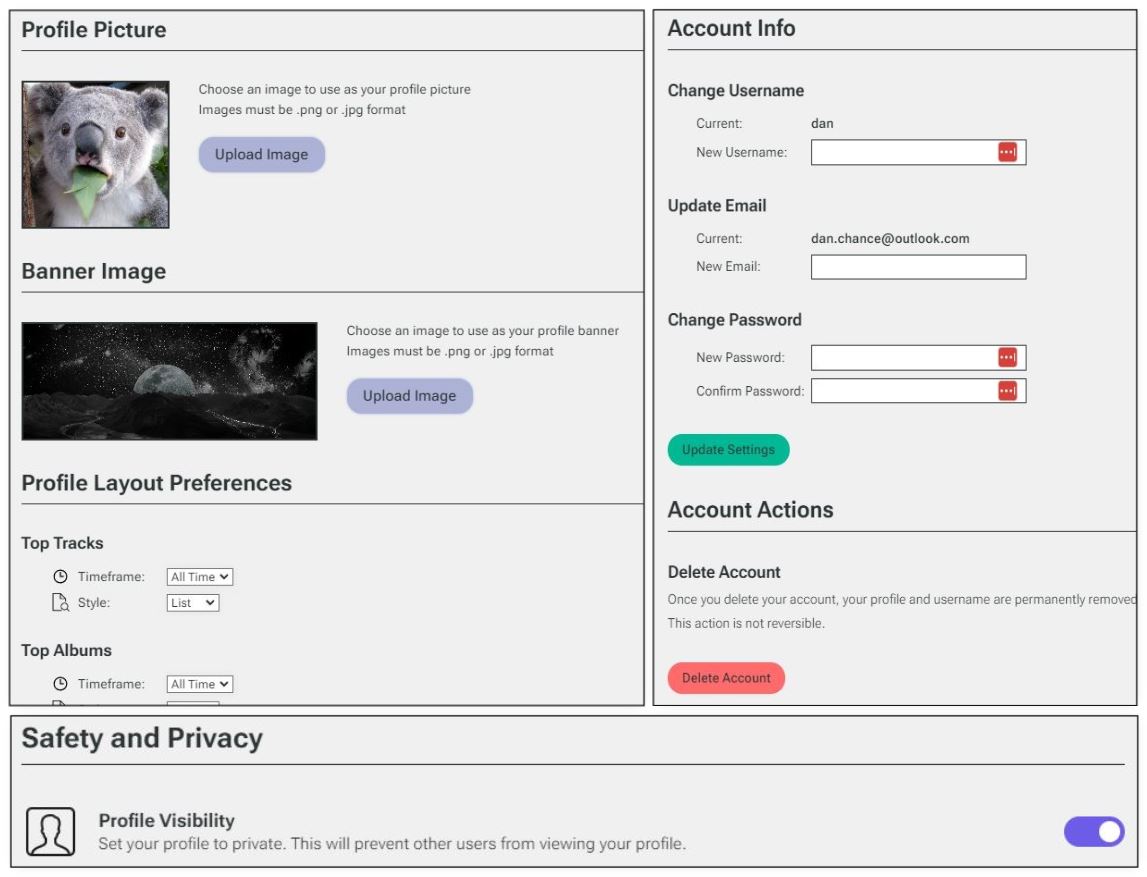 Profile Picture
Choose an image to use as your profile picture
Images must be .png or .jpg format
Upload Image
Banner Image
Choose an image to use as your profile banner
Images must be .png or .jpg format
Upload Image
Profile Layout Preferences
Top Tracks
Timeframe: All Time
Style: List
Top Albums
Timeframe: All Time
Account Info
Change Username
Current: dan
New Username:
Update Email
Current: dan.chance@outlook.com
New Email:
Change Password
New Password:
Confirm Password:
Update Settings
Account Actions
Delete Account
Once you delete your account, your profile and username are permanently removed
This action is not reversible.
Delete Account
Safety and Privacy
Profile Visibility
Set your profile to private. This will prevent other users from viewing your profile.